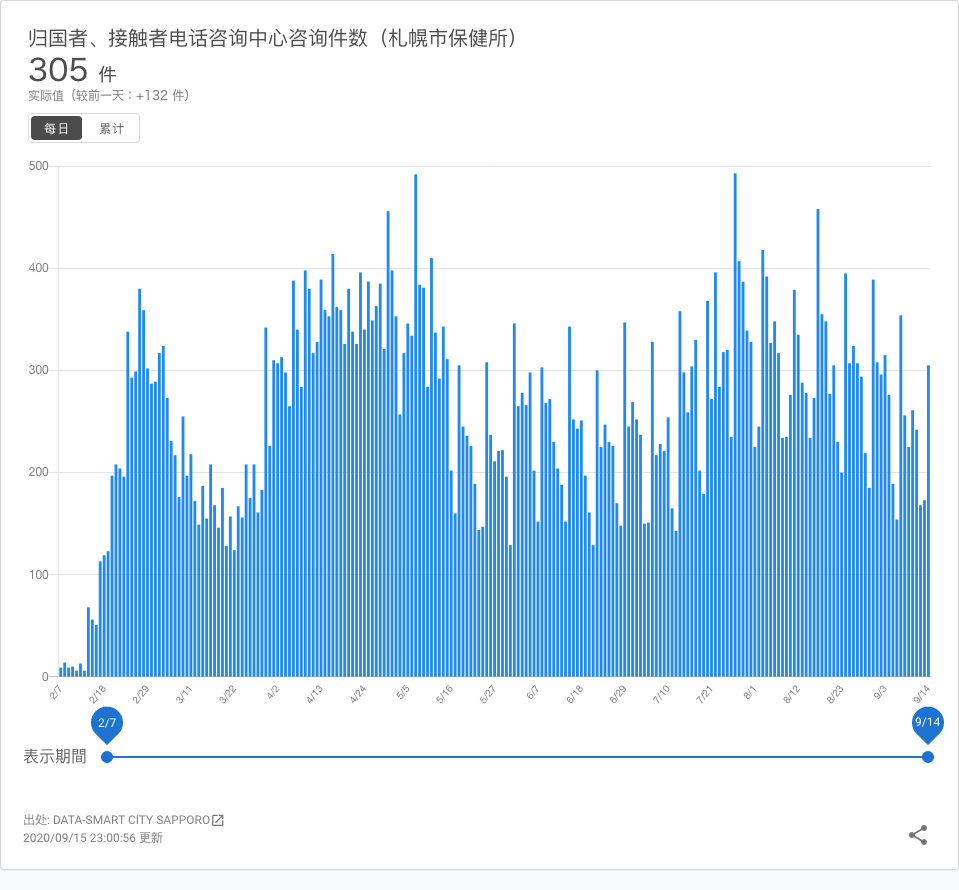 归国者、接触者电话咨询中心咨询件数（札幌市保健所）
305 件
实际值（较前一天：+132 件）
每日 累计
500
400
300
200
100
0
2/7 2/18 2/29 3/11 3/22 4/2 4/13 4/24 5/5 5/16 5/27 6/7 6/18 6/29 7/10 7/21 8/1 8/12 8/23 9/3 9/14
2/7 9/14
表示期間
出处: DATA-SMART CITY SAPPORO
2020/09/15 23:00:56 更新